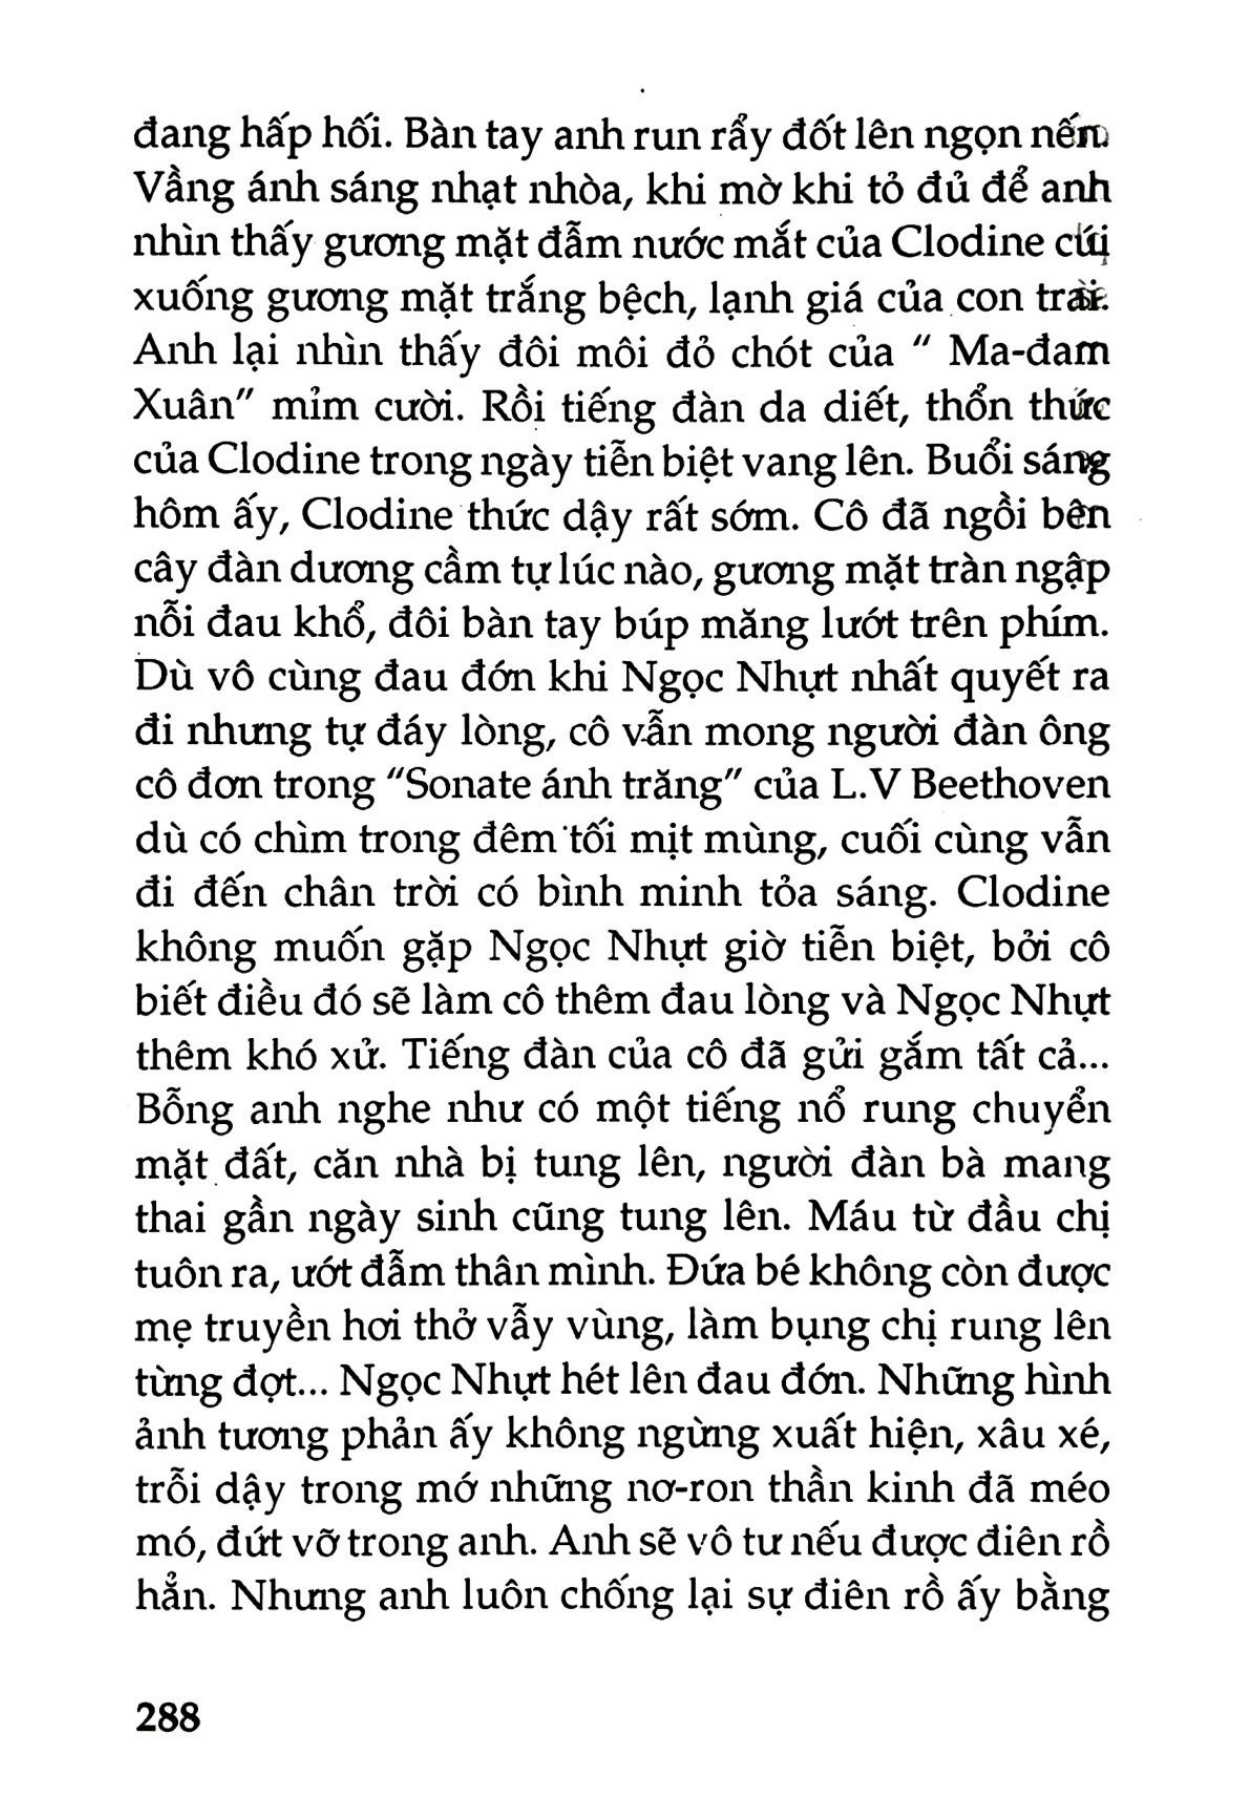 đang hấp hối. Bàn tay anh run rẩy đốt lên ngọn nến.
Vầng ánh sáng nhạt nhòa, khi mờ khi tỏ đủ để anh
nhìn thấy gương mặt đẫm nước mắt của Clodine cúi
xuống gương mặt trắng bệch, lạnh giá của con trai.
Anh lại nhìn thấy đôi môi đỏ chót của " Ma-đam
Xuân" mỉm cười. Rồi tiếng đàn da diết, thổn thức
của Clodine trong ngày tiễn biệt vang lên. Buổi sáng
hôm ấy, Clodine thức dậy rất sớm. Cô đã ngồi bên
cây đàn dương cầm tự lúc nào, gương mặt tràn ngập
nỗi đau khổ, đôi bàn tay búp măng lướt trên phím.
Dù vô cùng đau đớn khi Ngọc Nhựt nhất quyết ra
đi nhưng tự đáy lòng, cô vẫn mong người đàn ông
cô đơn trong "Sonate ánh trăng" của L.V Beethoven
dù có chìm trong đêm tối mịt mùng, cuối cùng vẫn
đi đến chân trời có bình minh tỏa sáng. Clodine
không muốn gặp Ngọc Nhựt giờ tiễn biệt, bởi cô
biết điều đó sẽ làm cô thêm đau lòng và Ngọc Nhựt
thêm khó xử. Tiếng đàn của cô đã gửi gắm tất cả...
Bỗng anh nghe như có một tiếng nổ rung chuyển
mặt đất, căn nhà bị tung lên, người đàn bà mang
thai gần ngày sinh cũng tung lên. Máu từ đầu chị
tuôn ra, ướt đẫm thân mình. Đứa bé không còn được
mẹ truyền hơi thở vẫy vùng, làm bụng chị rung lên
từng đợt... Ngọc Nhựt hét lên đau đớn. Những hình
ảnh tương phản ấy không ngừng xuất hiện, xâu xé,
trỗi dậy trong mớ những nơ-ron thần kinh đã méo
mó, đứt vỡ trong anh. Anh sẽ vô tư nếu được điên rồ
hẳn. Nhưng anh luôn chống lại sự điên rồ ấy bằng
288